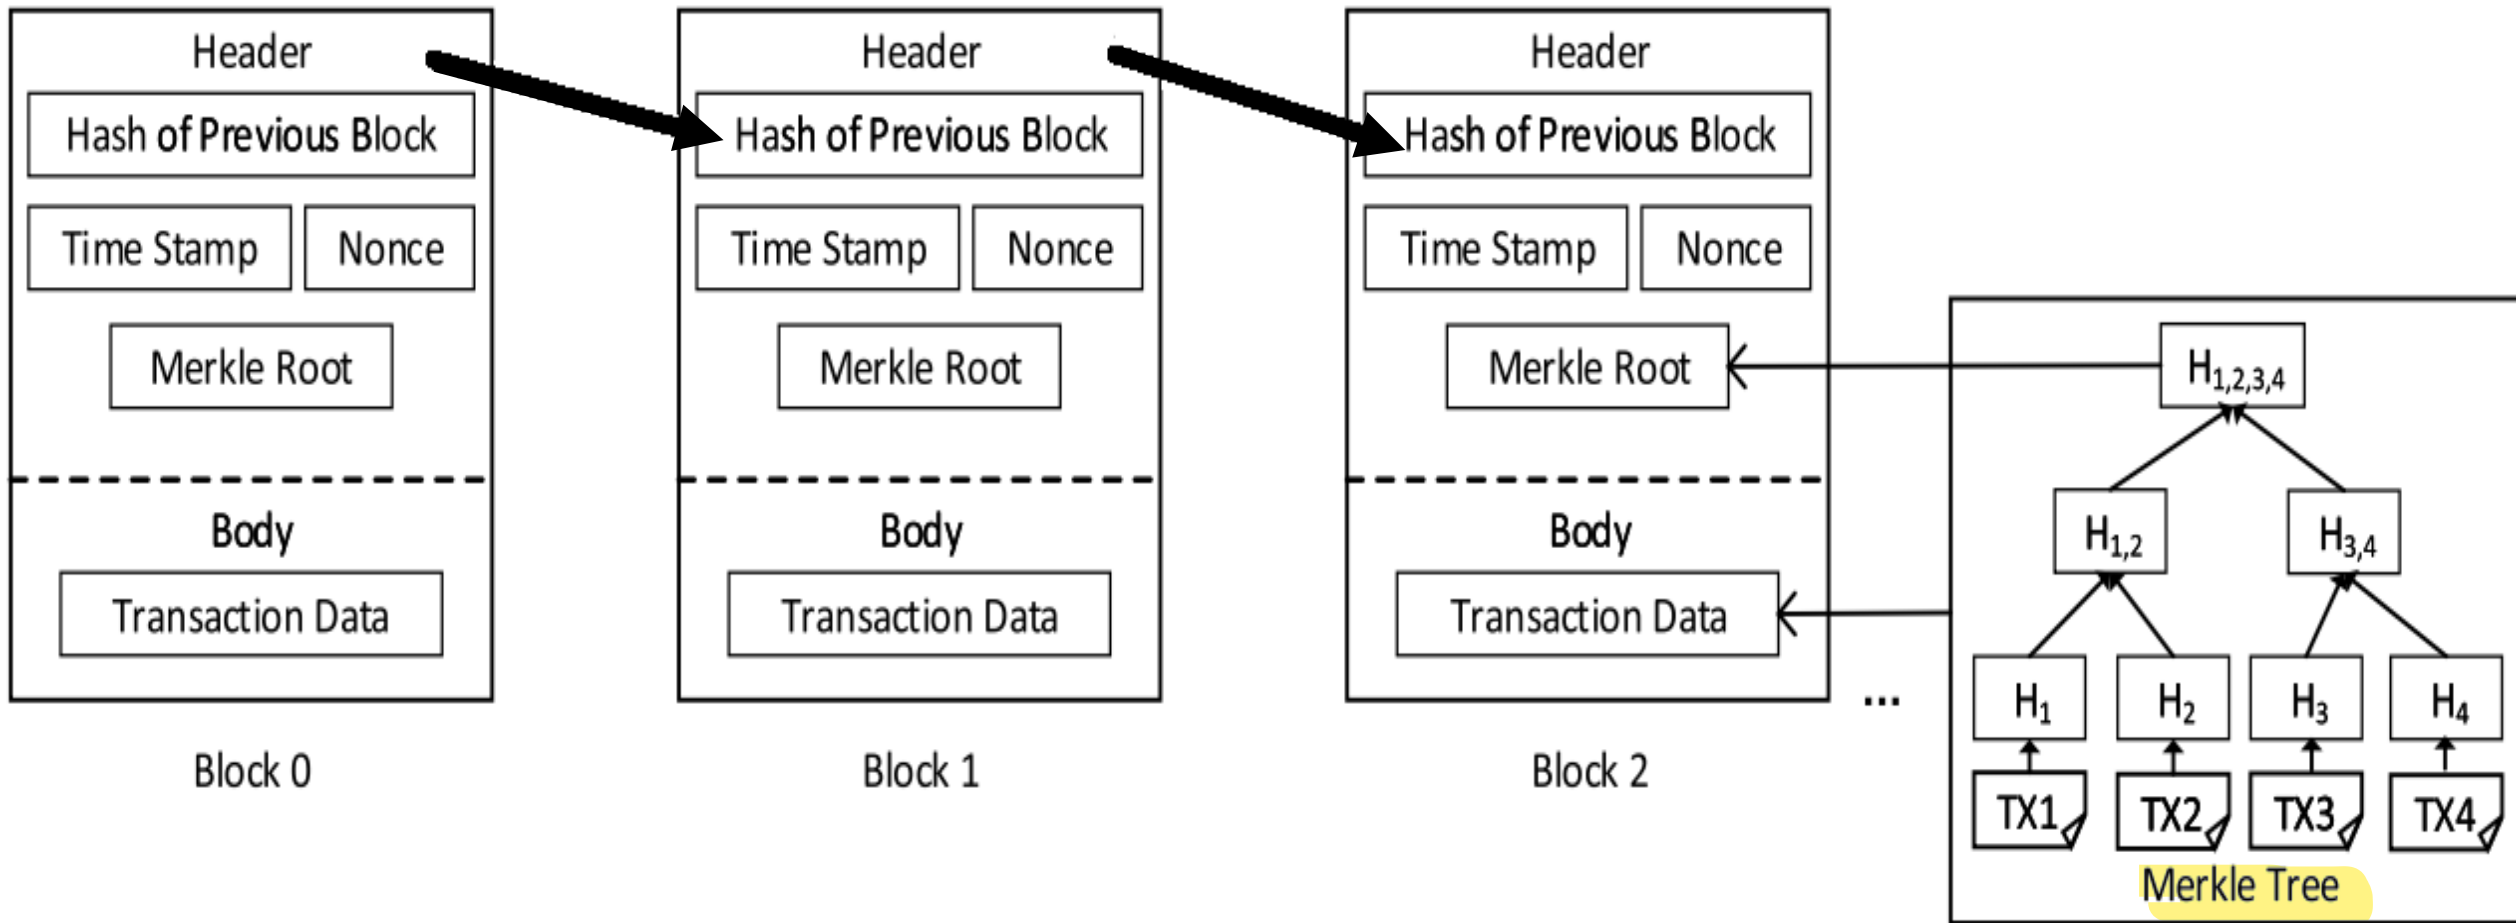 Header
Hash of Previous Block
Time Stamp
Nonce
Merkle Root
Body
Transaction Data
Block 0
Header
Hash of Previous Block
Time Stamp
Nonce
Merkle Root
Body
Transaction Data
Block 1
Header
Hash of Previous Block
Time Stamp
Nonce
Merkle Root
Body
Transaction Data
Block 2
...
H1,2,3,4
H1,2
H3,4
H1
H2
H3
H4
TX1
TX2
TX3
TX4
Merkle Tree